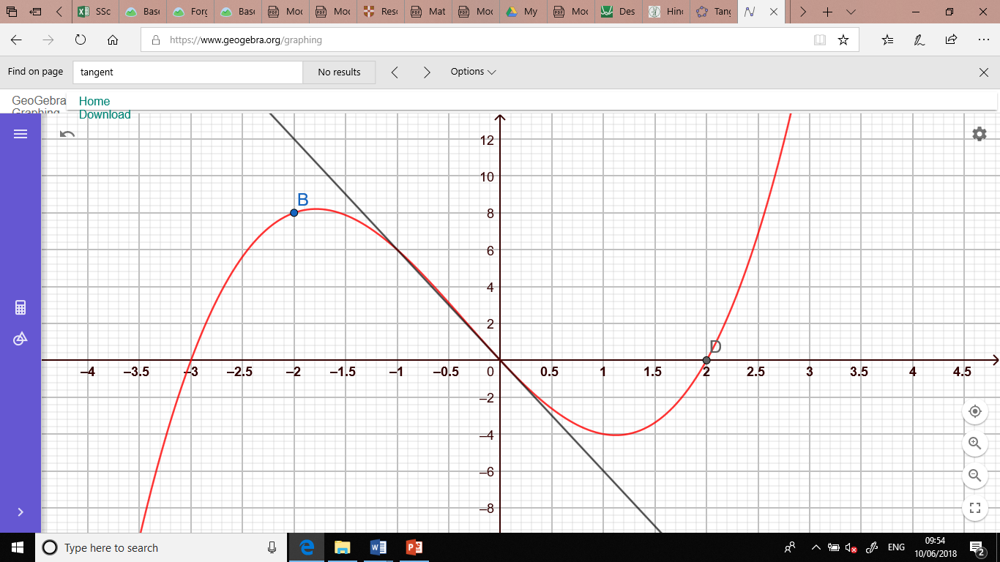 SSc
Base
Forg
Base
Moc
Moc
Reso
Mat
Moc
My
Moc
Des
Hinc
Tang
https://www.geogebra.org/graphing
Find on page
tangent
No results
Options
GeoGebra
Graphing
Home
Download
12
10
8
6
4
2
0
–2
–4
–6
–8
–4
–3.5
–3
–2.5
–2
–1.5
–1
–0.5
0.5
1
1.5
2
2.5
3
3.5
4
4.5
B
D
Type here to search
ENG
09:54
10/06/2018
2